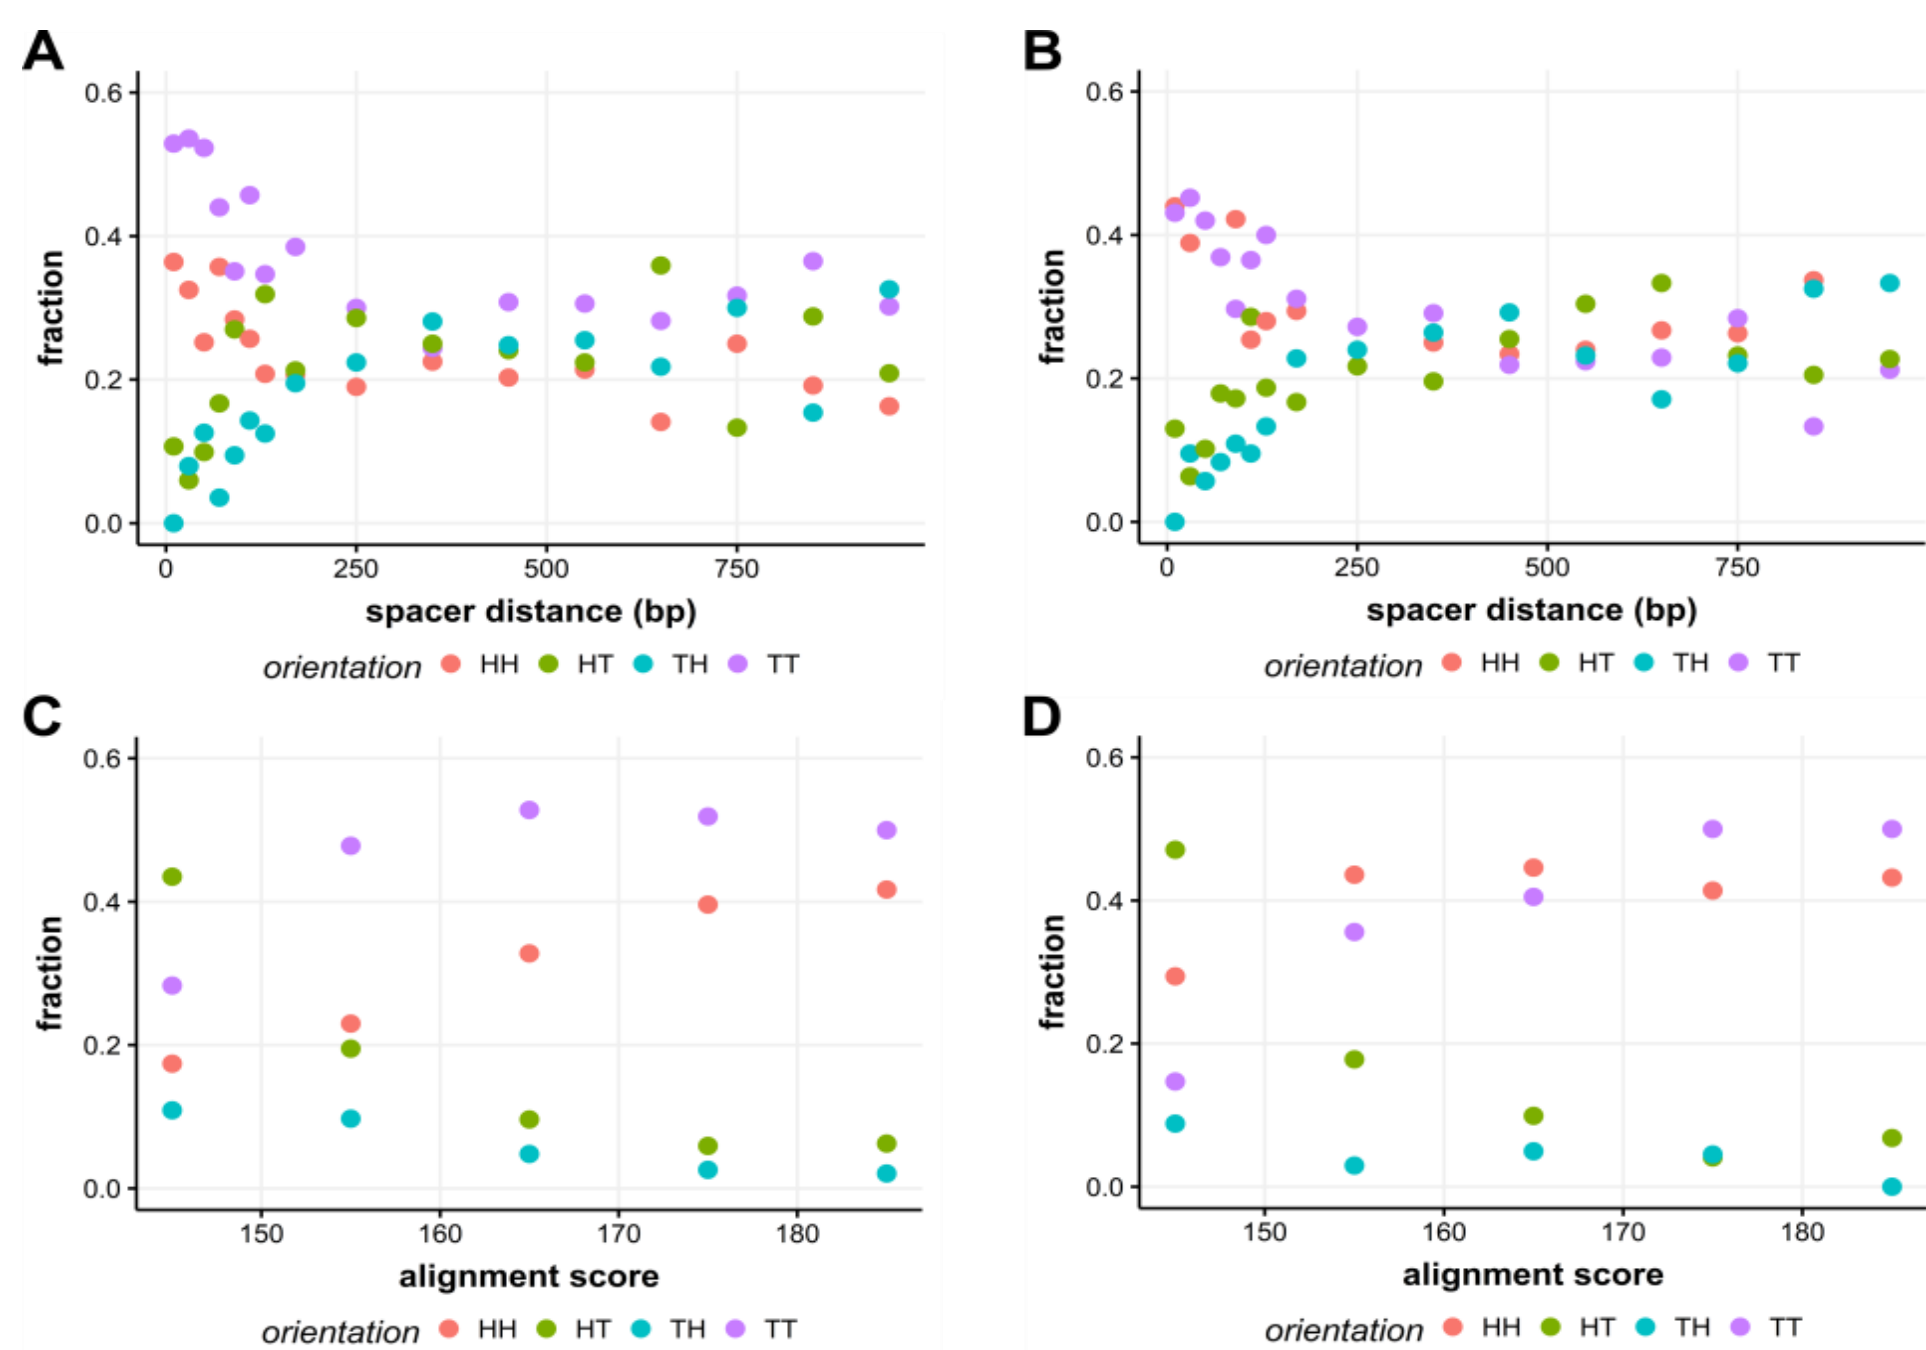 A
0.6
0.4
0.2
0.0
fraction
0 250 500 750
spacer distance (bp)
orientation HH HT TH TT
B
0.6
0.4
0.2
0.0
fraction
0 250 500 750
spacer distance (bp)
orientation HH HT TH TT
C
0.6
0.4
0.2
0.0
fraction
150 160 170 180
alignment score
orientation HH HT TH TT
D
0.6
0.4
0.2
0.0
fraction
150 160 170 180
alignment score
orientation HH HT TH TT